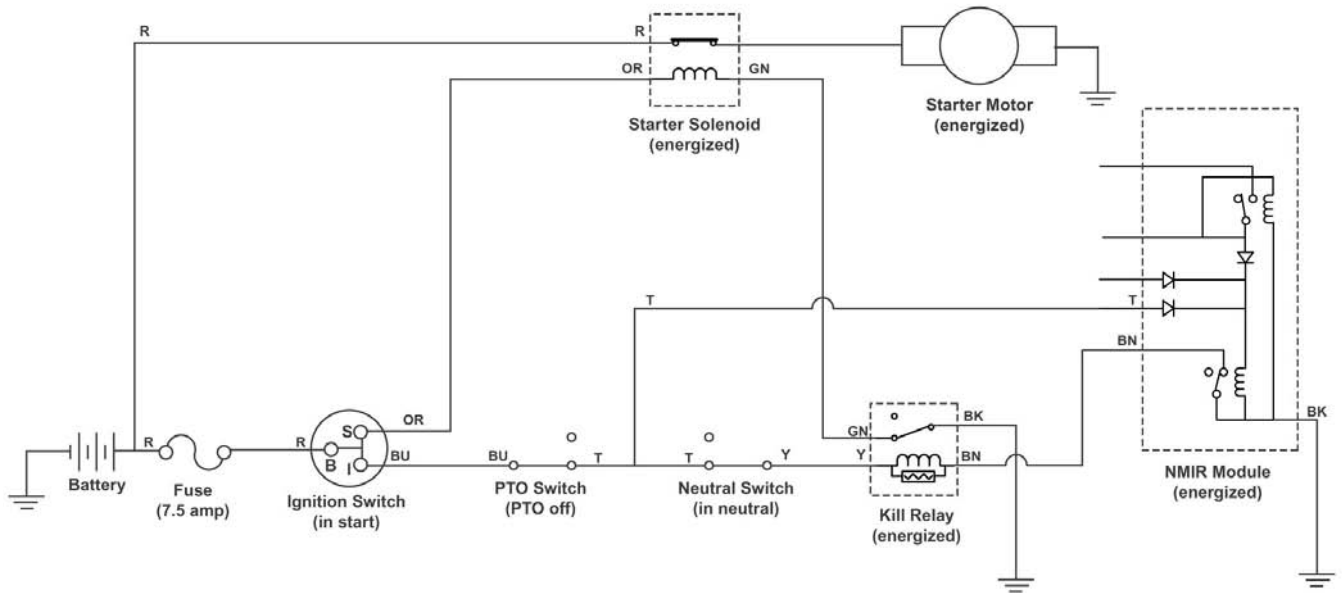 R
R
OR
GN
Starter Solenoid
(energized)
Starter Motor
(energized)
T
T
BN
BK
NMIR Module
(energized)
Battery
R
Fuse
(7.5 amp)
R
S
B
I
OR
BU
Ignition Switch
(in start)
BU
T
PTO Switch
(PTO off)
T
Y
Neutral Switch
(in neutral)
GN
BK
Y
BN
Kill Relay
(energized)